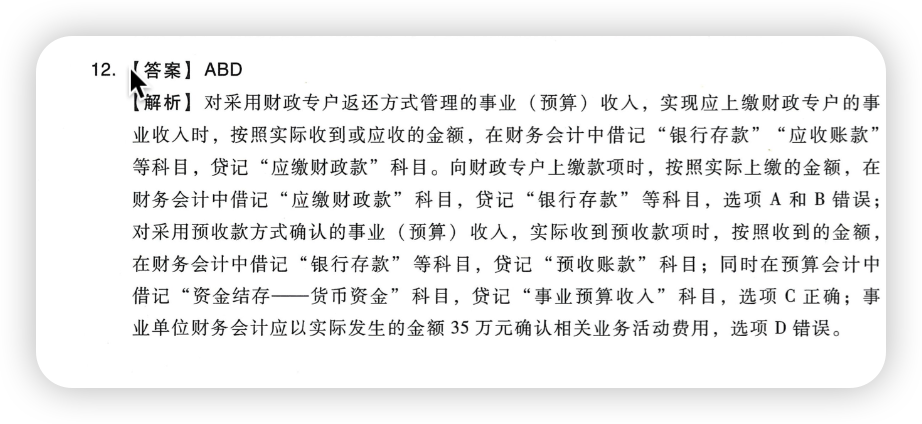 12. 【答案】ABD
【解析】对采用财政专户返还方式管理的事业（预算）收入，实现应上缴财政专户的事
业收入时，按照实际收到或应收的金额，在财务会计中借记“银行存款”“应收账款”
等科目，贷记“应缴财政款”科目。向财政专户上缴款项时，按照实际上缴的金额，在
财务会计中借记“应缴财政款”科目，贷记“银行存款”等科目，选项 A 和 B 错误；
对采用预收款方式确认的事业（预算）收入，实际收到预收款项时，按照收到的金额，
在财务会计中借记“银行存款”等科目，贷记“预收账款”科目；同时在预算会计中
借记“资金结存——货币资金”科目，贷记“事业预算收入”科目，选项 C 正确；事
业单位财务会计应以实际发生的金额 35 万元确认相关业务活动费用，选项 D 错误。